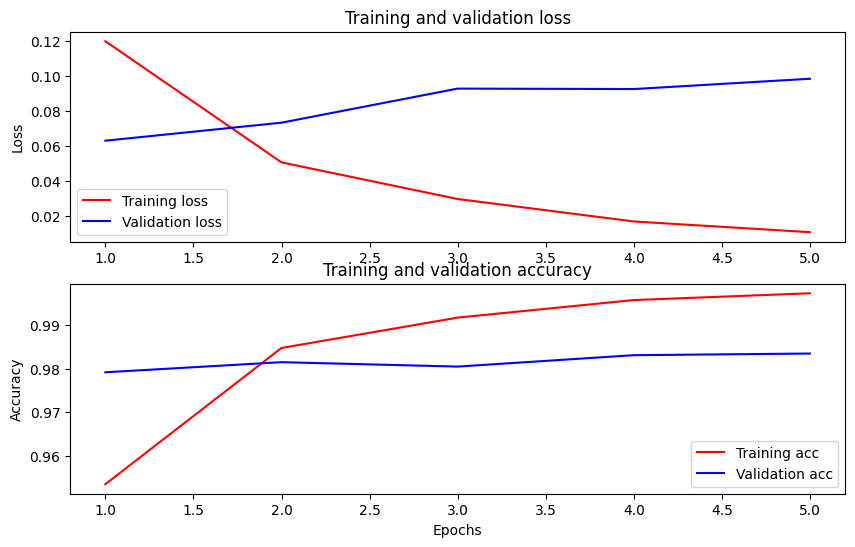 Training and validation loss
0.12
0.10
0.08
0.06
0.04
0.02
Loss
Training loss
Validation loss
1.0 1.5 2.0 2.5 3.0 3.5 4.0 4.5 5.0
Training and validation accuracy
0.99
0.98
0.97
0.96
Accuracy
Training acc
Validation acc
1.0 1.5 2.0 2.5 3.0 3.5 4.0 4.5 5.0
Epochs